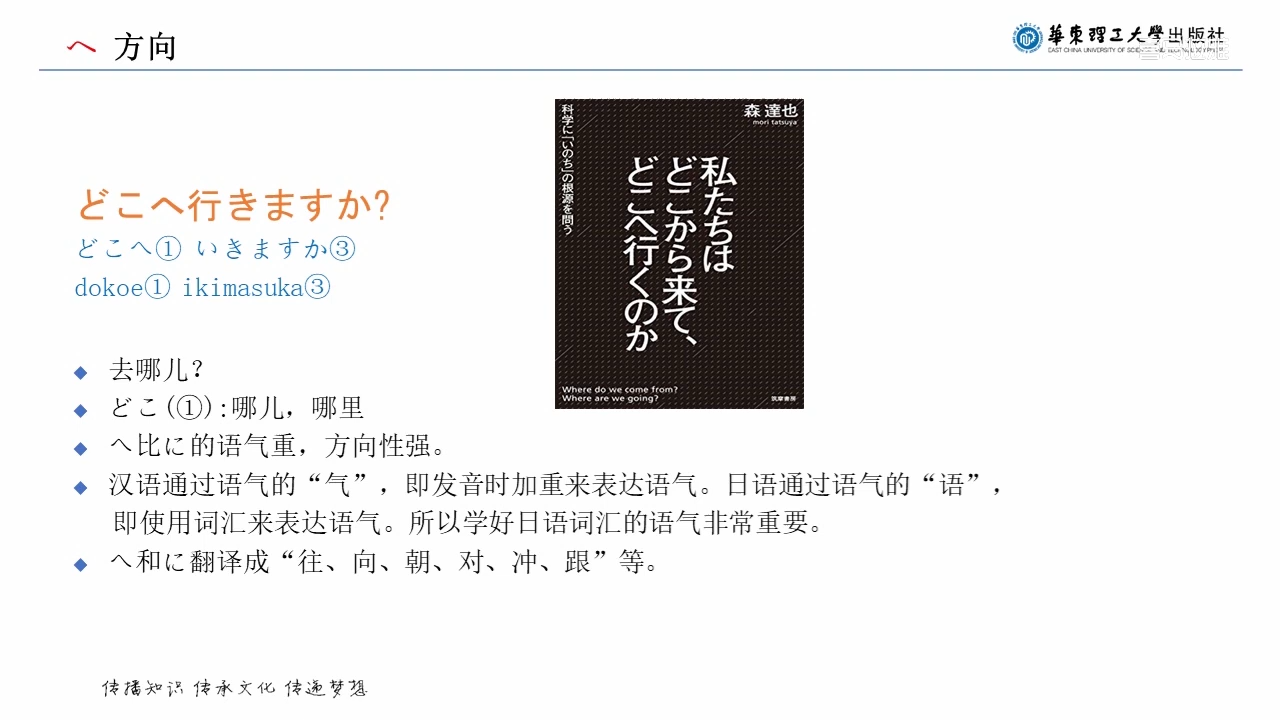 へ 方向
華東理工大學出版社
EAST CHINA UNIVERSITY OF SCIENCE AND TECHNOLOGY PRESS
どこへ行きますか?
どこへ① いきますか③
dokoe① ikimasuka③
森 達也
mori tatsuya
科学に「いのち」の根源を問う
私たちは
どこから来て、
どこへ行くのか
Where do we come from?
Where are we going?
筑摩書房
去哪儿?
どこ(①):哪儿，哪里
へ比に的语气重，方向性强。
汉语通过语气的“气”，即发音时加重来表达语气。日语通过语气的“语”，
即使用词汇来表达语气。所以学好日语词汇的语气非常重要。
へ和に翻译成“往、向、朝、对、冲、跟”等。
传播知识 传承文化 传递梦想